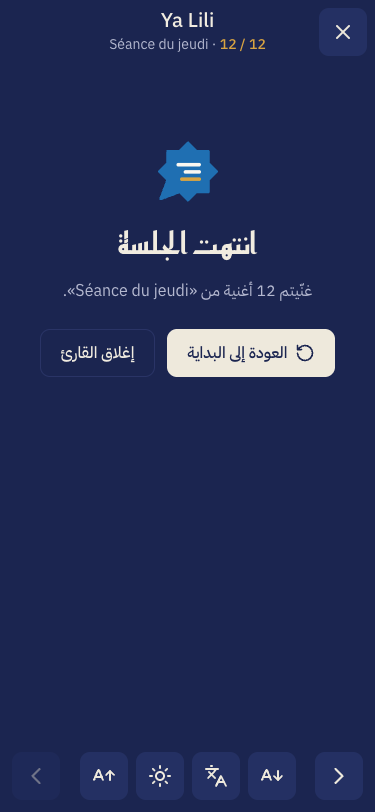 Ya Lili
Séance du jeudi · 12 / 12
انتهت الجلسة
غنّيتم 12 أغنية من «Séance du jeudi».
العودة إلى البداية
إغلاق القارئ
A↑
A
A↓